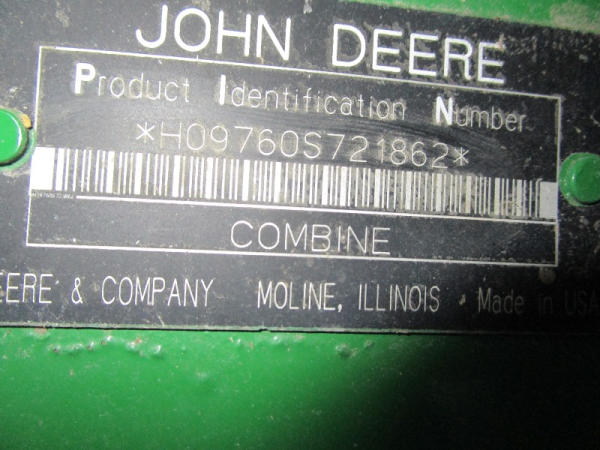 JOHN DEERE
Product Identification Number
*H09760S721862*
COMBINE
EERE & COMPANY MOLINE, ILLINOIS Made in USA